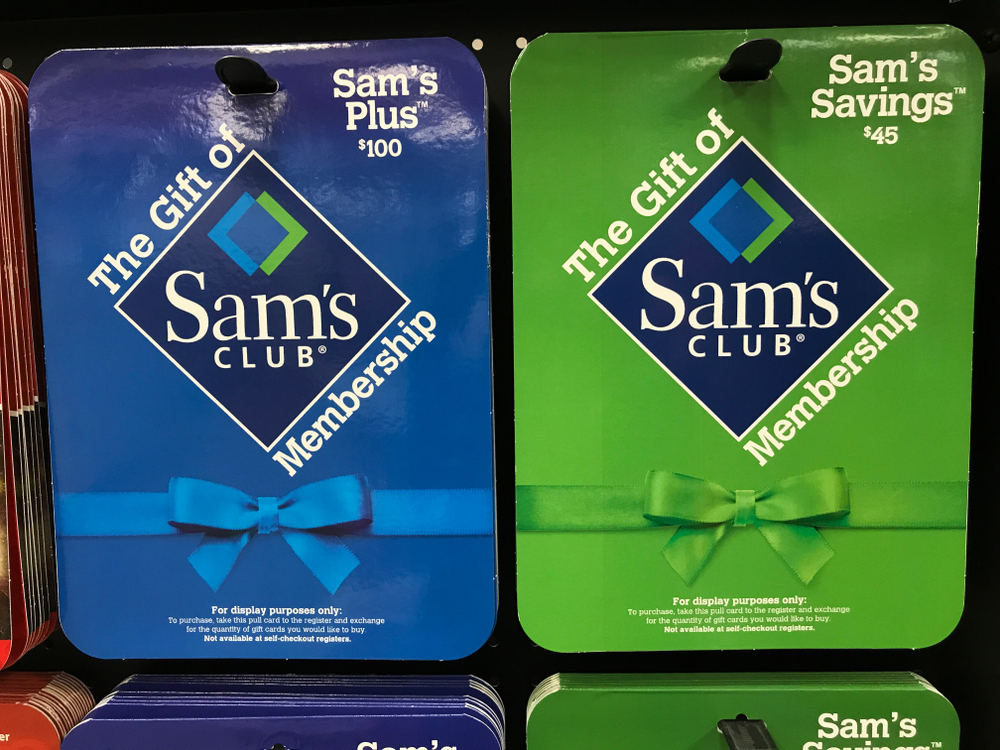 Sam's
Plus™
$100
The Gift of
Sam's
CLUB®
Membership
For display purposes only:
To purchase, take this pull card to the register and exchange
for the quantity of gift cards you would like to buy.
Not available at self-checkout registers.
Sam's
Savings™
$45
The Gift of
Sam's
CLUB®
Membership
For display purposes only:
To purchase, take this pull card to the register and exchange
for the quantity of gift cards you would like to buy.
Not available at self-checkout registers.
er
Sam's
Sam's
Savings™